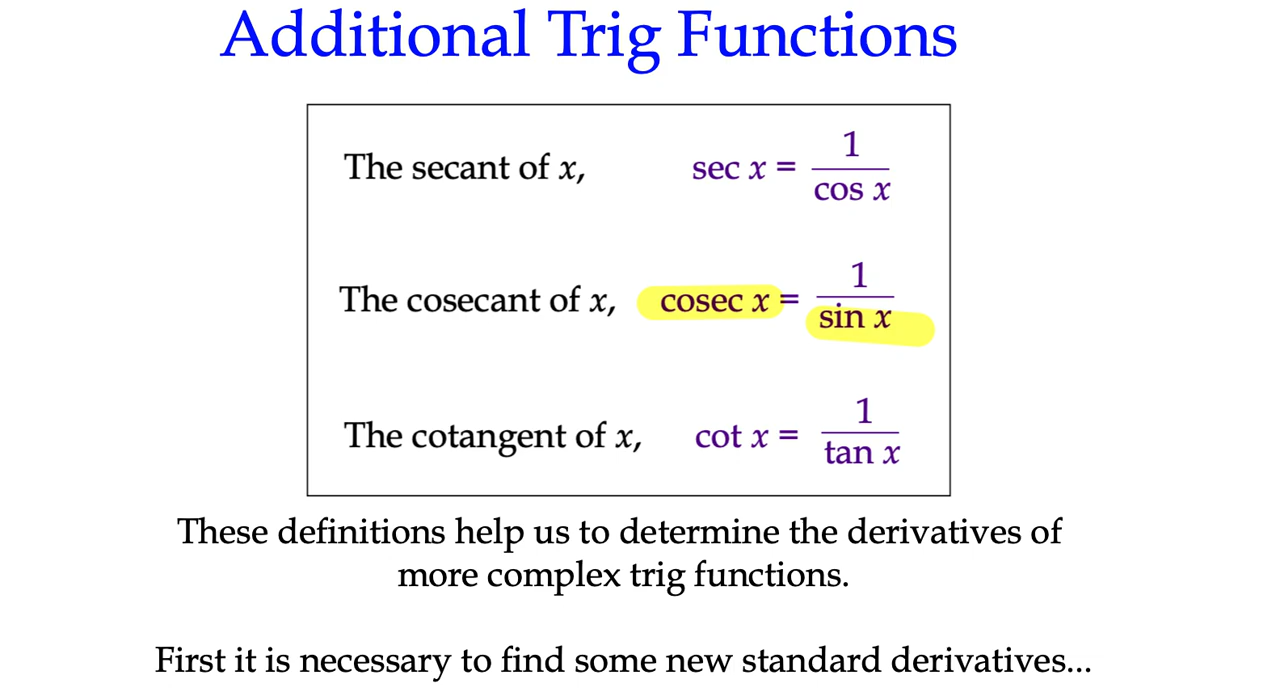 Additional Trig Functions
The secant of x, sec x = 1/cos x
The cosecant of x, cosec x = 1/sin x
The cotangent of x, cot x = 1/tan x
These definitions help us to determine the derivatives of
more complex trig functions.
First it is necessary to find some new standard derivatives...